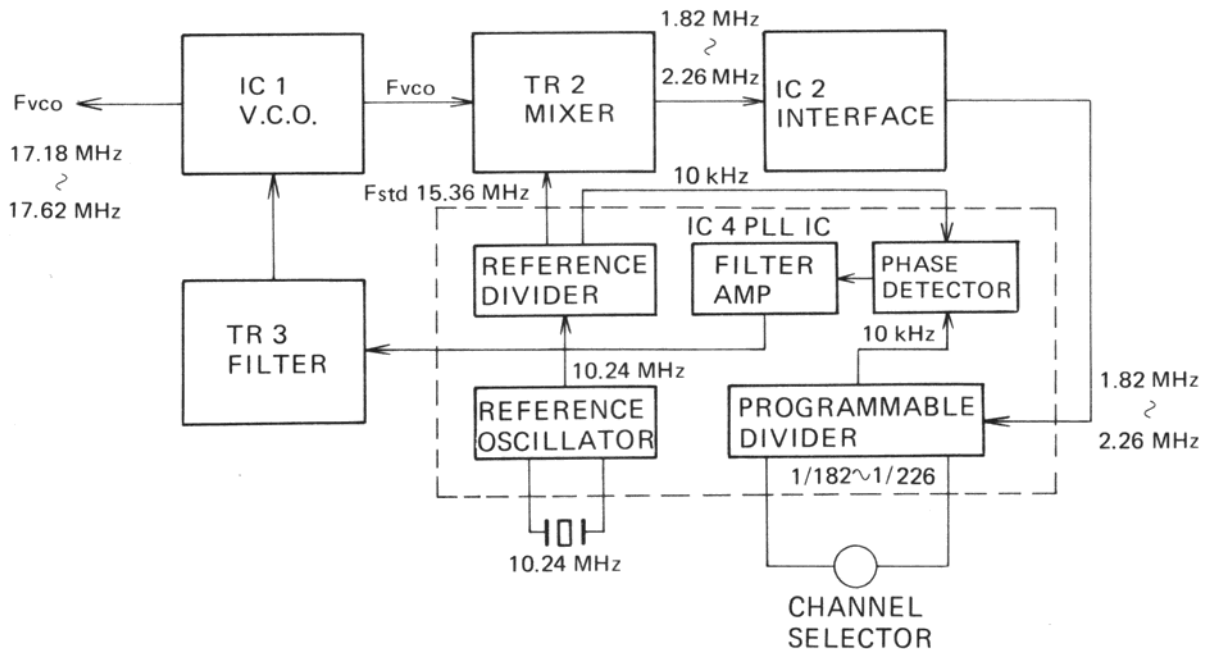 1.82 MHz
~
2.26 MHz
IC 1
V.C.O.
Fvco
TR 2
MIXER
IC 2
INTERFACE
Fvco
17.18 MHz
~
17.62 MHz
Fstd 15.36 MHz
10 kHz
IC 4 PLL IC
REFERENCE
DIVIDER
FILTER
AMP
PHASE
DETECTOR
TR 3
FILTER
10 kHz
10.24 MHz
REFERENCE
OSCILLATOR
PROGRAMMABLE
DIVIDER
1.82 MHz
~
2.26 MHz
1/182~1/226
10.24 MHz
CHANNEL
SELECTOR